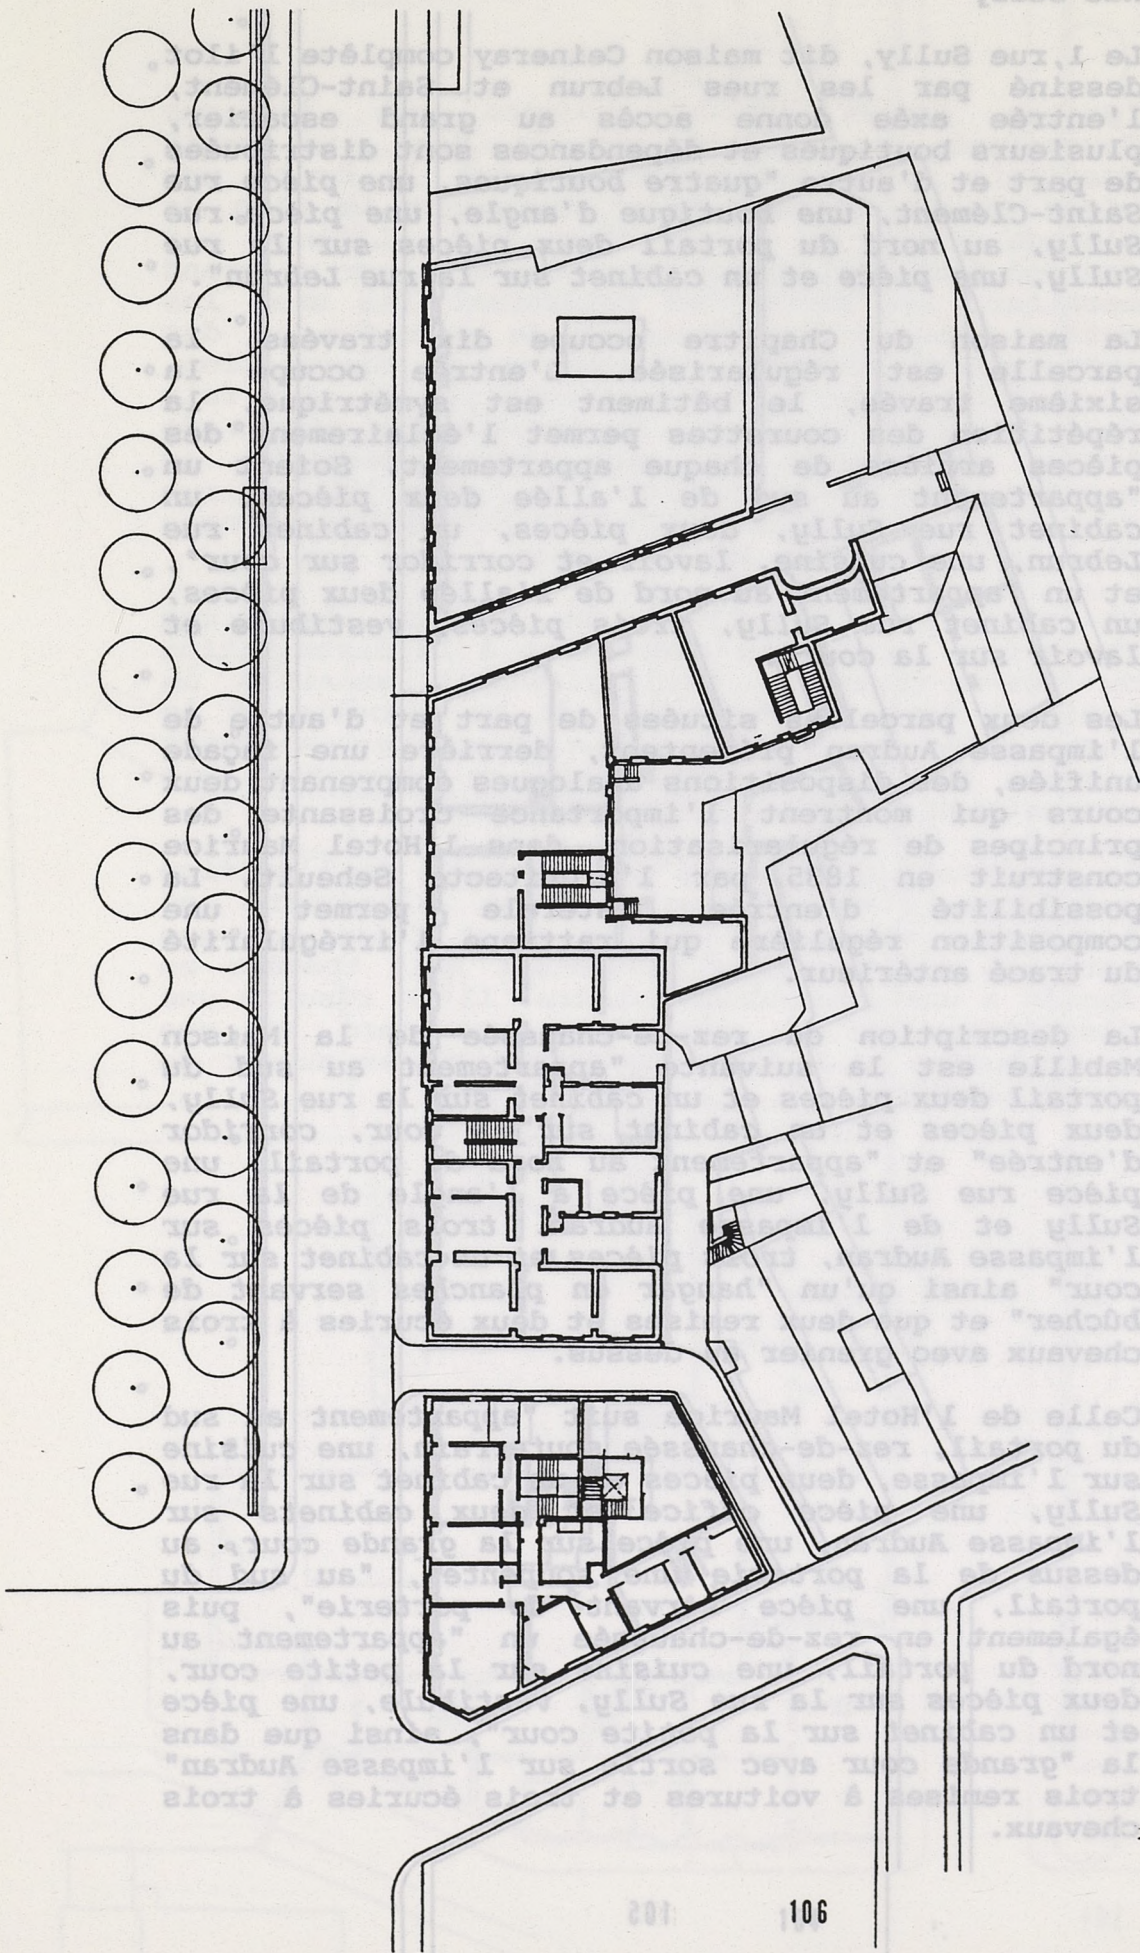 Le 1,rue Sully, dit maison Ceineray complète l'ilot
dessiné par les rues Lebrun et Saint-Clément,
l'entrée axée donne accès au grand escalier,
plusieurs boutiques et dépendances sont distribuées
de part et d'autre "quatre boutiques, une pièce rue
Saint-Clément, une boutique d'angle, une pièce rue
Sully, au nord du portail deux pièces sur la rue
Sully, une pièce et un cabinet sur la rue Lebrun".
La maison du Chapitre occupe dix travées, la
parcelle est régularisée. L'entrée occupe la
sixième travée, le bâtiment est symétrique, la
répétition des courettes permet l'éclairement des
pièces arrière de chaque appartement. Soient un
"appartement au sud de l'allée deux pièces, un
cabinet rue Sully, deux pièces, un cabinet rue
Lebrun, une cuisine, lavoir et corridor sur cour",
et un "appartement au nord de l'allée deux pièces,
un cabinet rue Sully, trois pièces, vestibule et
lavoir sur la cour".
Les deux parcelles situées de part et d'autre de
l'impasse Audran présentent, derrière une façade
unifiée, des dispositions analogues comprenant deux
cours qui montrent l'importance croissante des
principes de régularisation dans l'Hotel Maurice
construit en 1835 par l'architecte Seheult. La
possibilité d'entrée latérale permet une
composition régulière qui l'irrégularité
du tracé antérieur.
La description du rez-de-chaussée de la Maison
Mabille est la suivante "appartement au sud du
portail deux pièces et un cabinet sur la rue Sully,
deux pièces et un cabinet sur la cour, corridor
d'entrée" et "appartement au nord du portail une
pièce rue Sully, une pièce à l'angle de la rue
Sully et de l'impasse Audran, trois pièces sur
l'impasse Audran, trois pièces et un cabinet sur la
cour" ainsi qu'un "hangar en planches servant de
bûcher" et que deux remises et deux écuries à trois
chevaux avec grenier au dessus.
Celle de l'Hotel Maurice suit "appartement au sud
du portail, rez-de-chaussée souterrain, une cuisine
sur l'impasse, deux pièces, un cabinet sur la rue
Sully, une pièce, office et deux cabinets sur
l'impasse Audran, une pièce sur la grande cour, au
dessus de la porterie une soupente", "au sud du
portail, une pièce servant de porterie", puis
également en rez-de-chaussée un "appartement au
nord du portail, une cuisine sur la petite cour,
deux pièces sur la rue Sully, vestibule, une pièce
et un cabinet sur la petite cour", ainsi que dans
la "grande cour avec sortie sur l'impasse Audran"
trois remises à voitures et trois écuries à trois
chevaux.
105
106